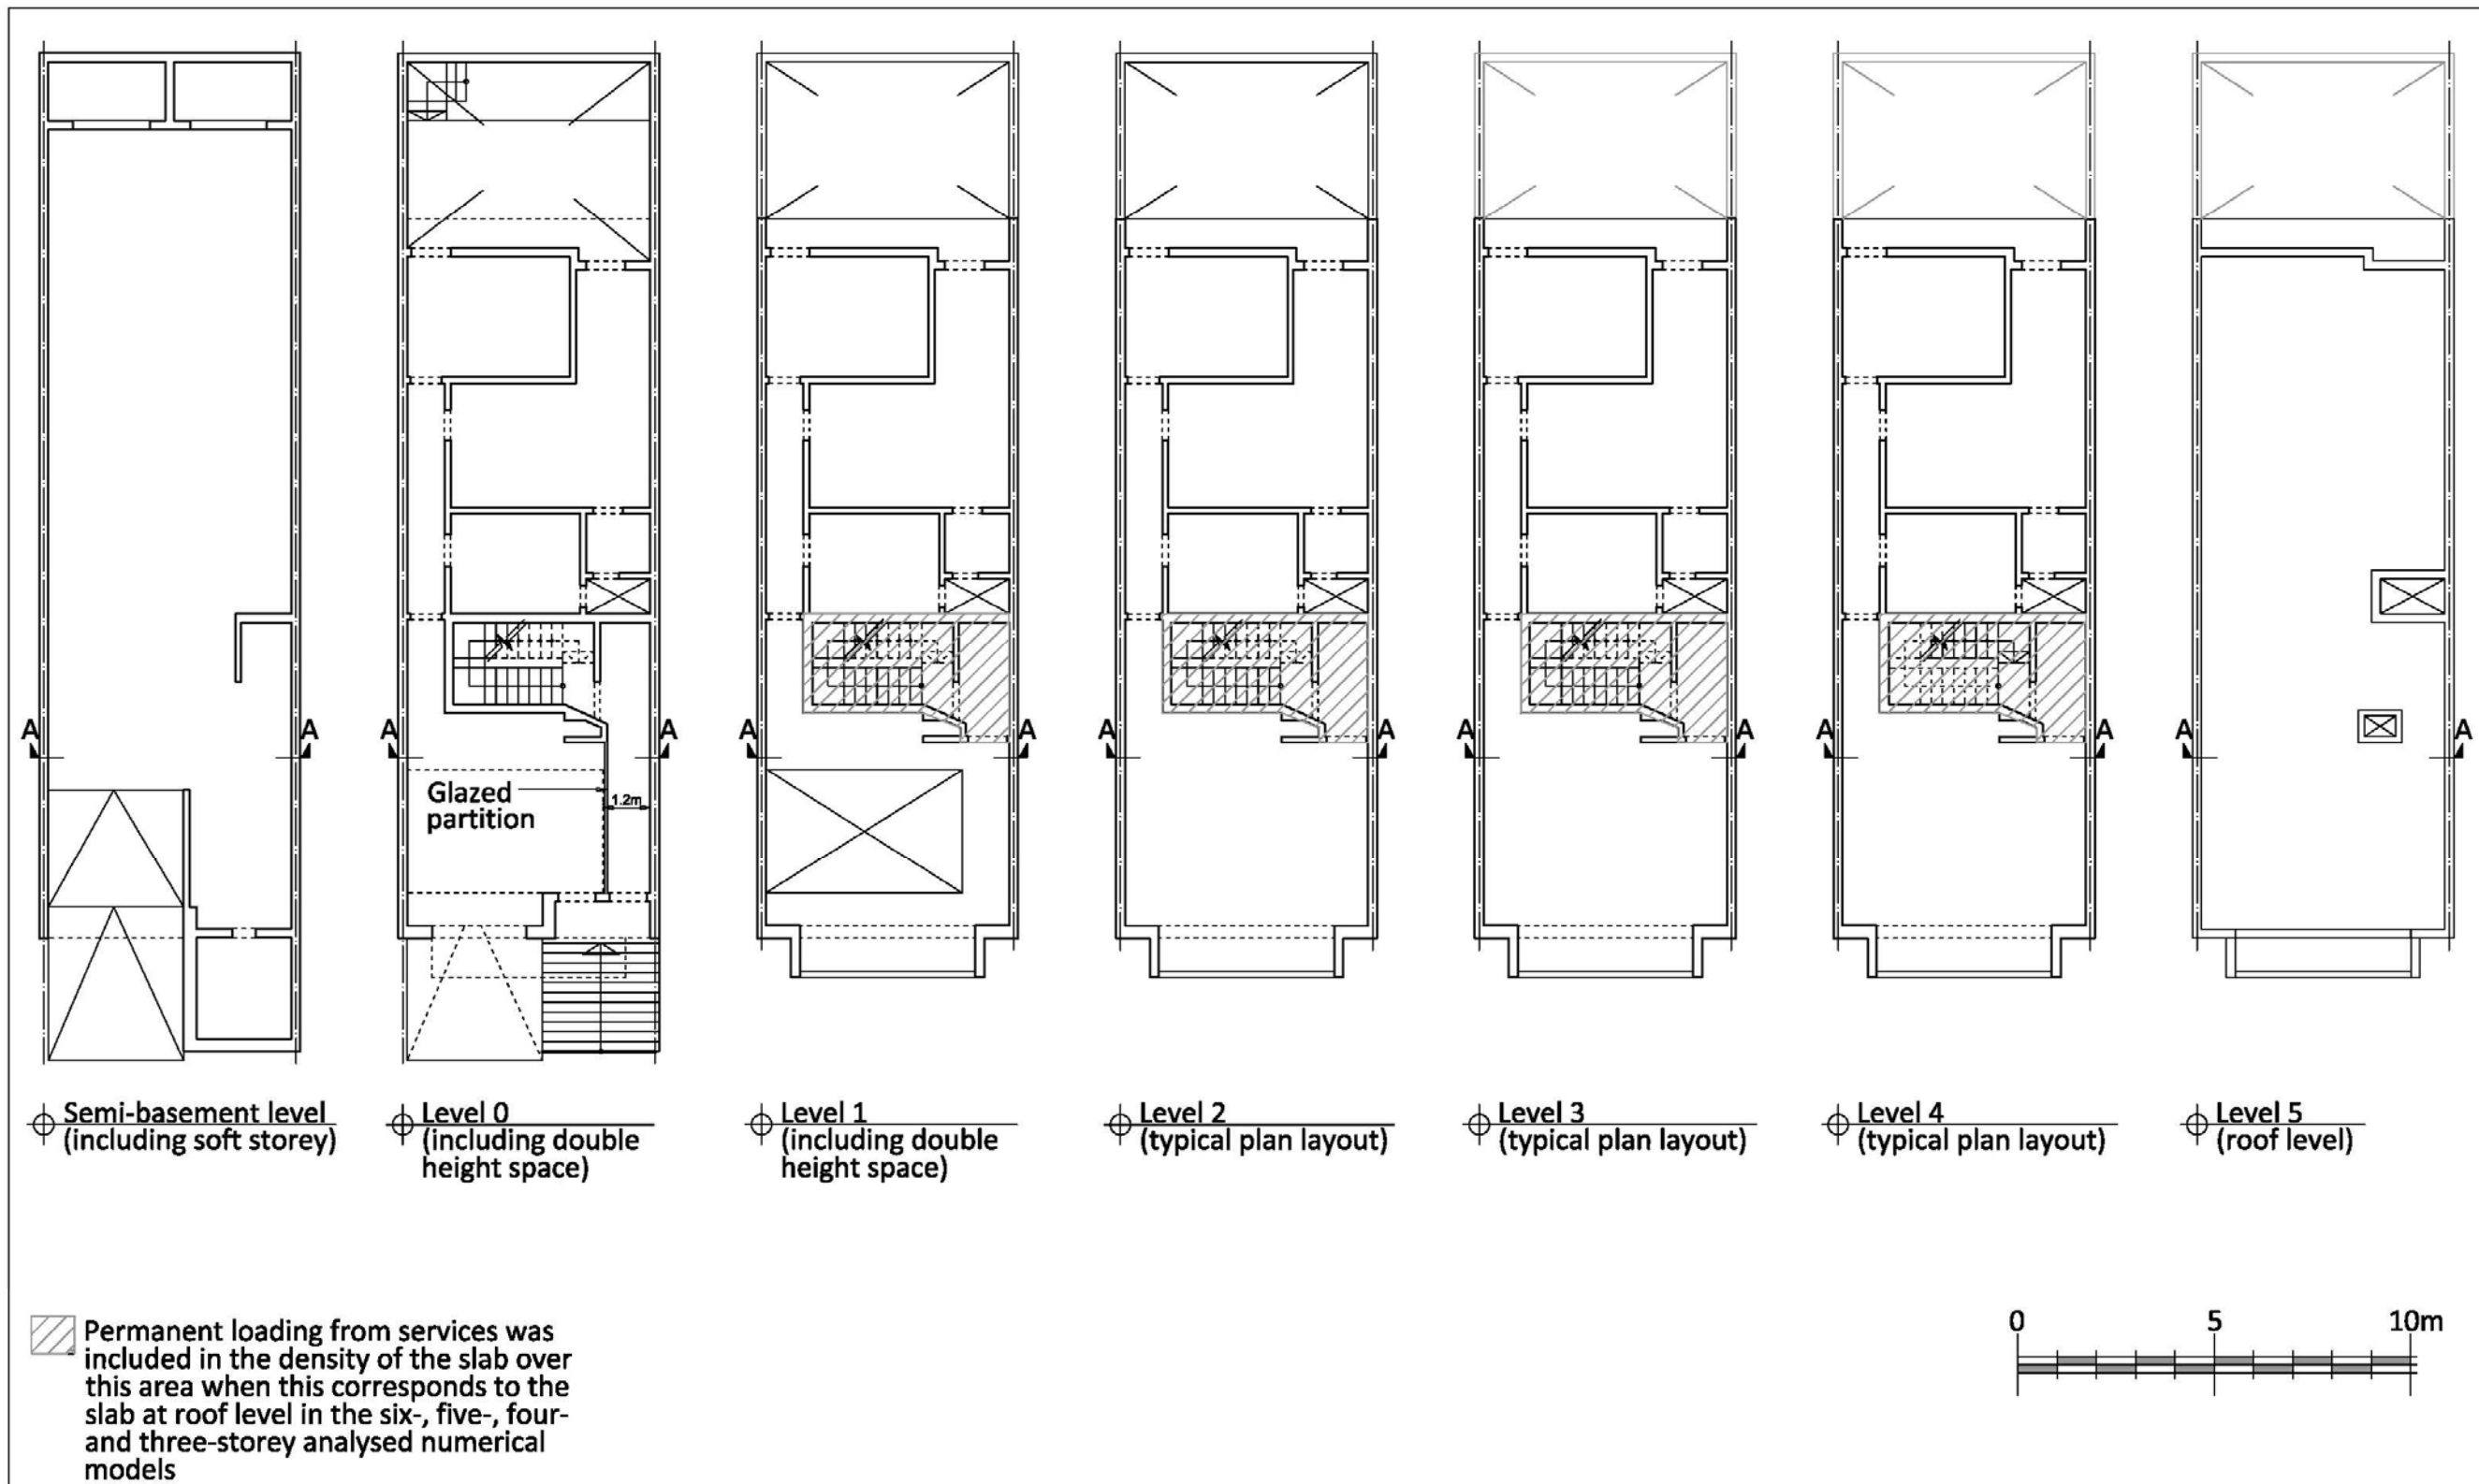 A A A A A A A A A A A A A A
Glazed
partition
1.2m
Semi-basement level
(including soft storey)
Level 0
(including double
height space)
Level 1
(including double
height space)
Level 2
(typical plan layout)
Level 3
(typical plan layout)
Level 4
(typical plan layout)
Level 5
(roof level)
Permanent loading from services was
included in the density of the slab over
this area when this corresponds to the
slab at roof level in the six-, five-, four-
and three-storey analysed numerical
models
0 5 10m